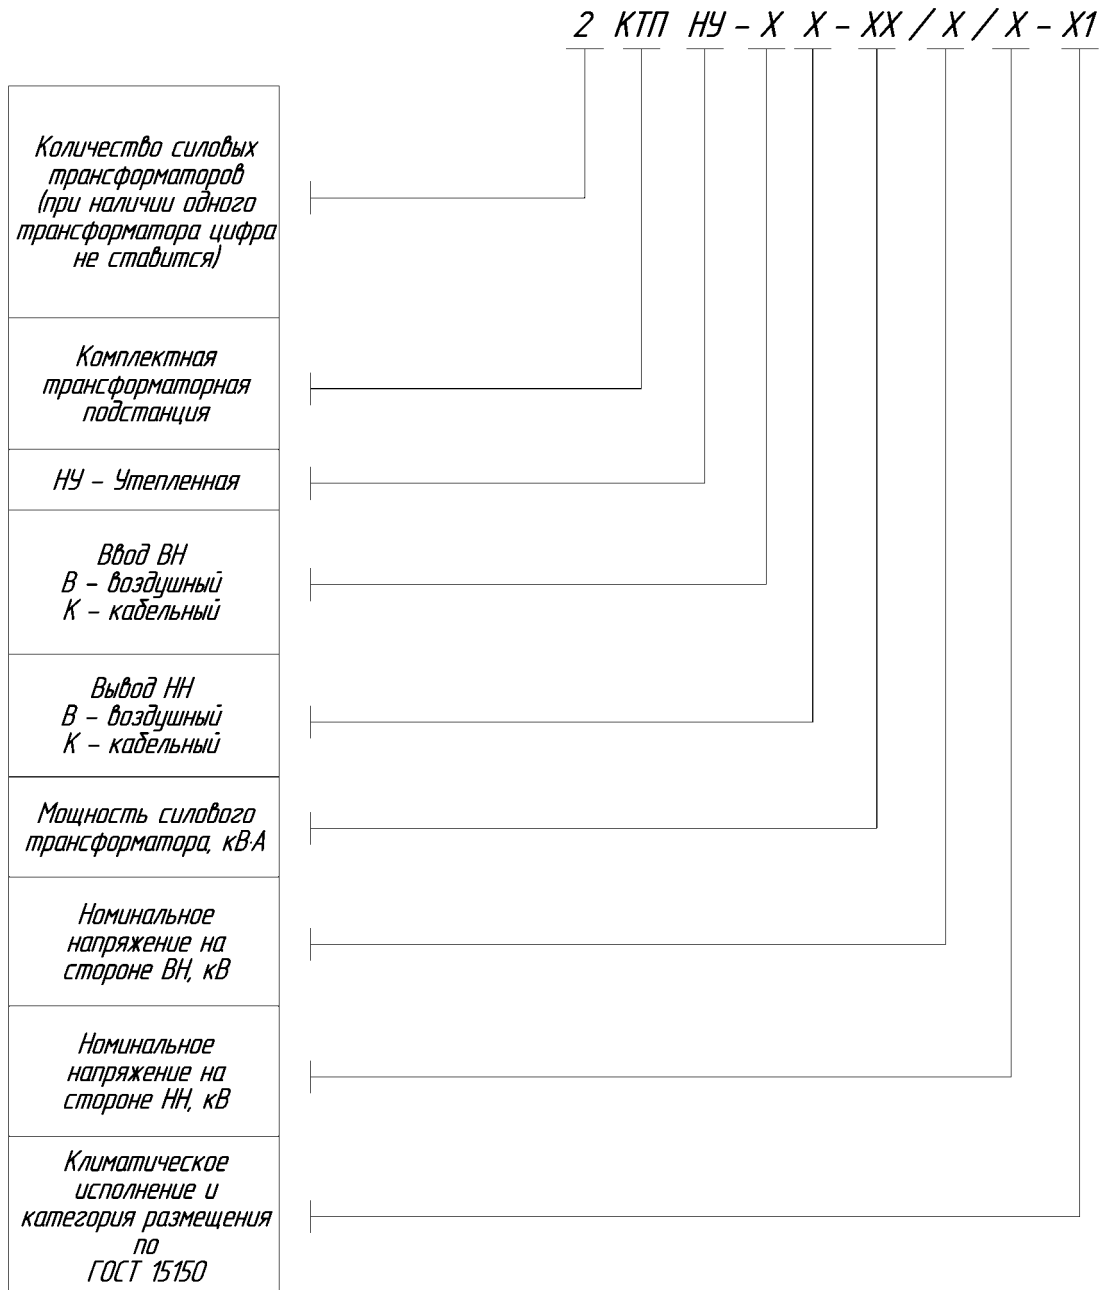 2 КТП НУ - Х Х - ХХ / Х / Х - Х1
Количество силовых
трансформаторов
(при наличии одного
трансформатора цифра
не ставится)
Комплектная
трансформаторная
подстанция
НУ - Утепленная
Ввод ВН
В - воздушный
К - кабельный
Вывод НН
В - воздушный
К - кабельный
Мощность силового
трансформатора, кВ·А
Номинальное
напряжение на
стороне ВН, кВ
Номинальное
напряжение на
стороне НН, кВ
Климатическое
исполнение и
категория размещения
по
ГОСТ 15150